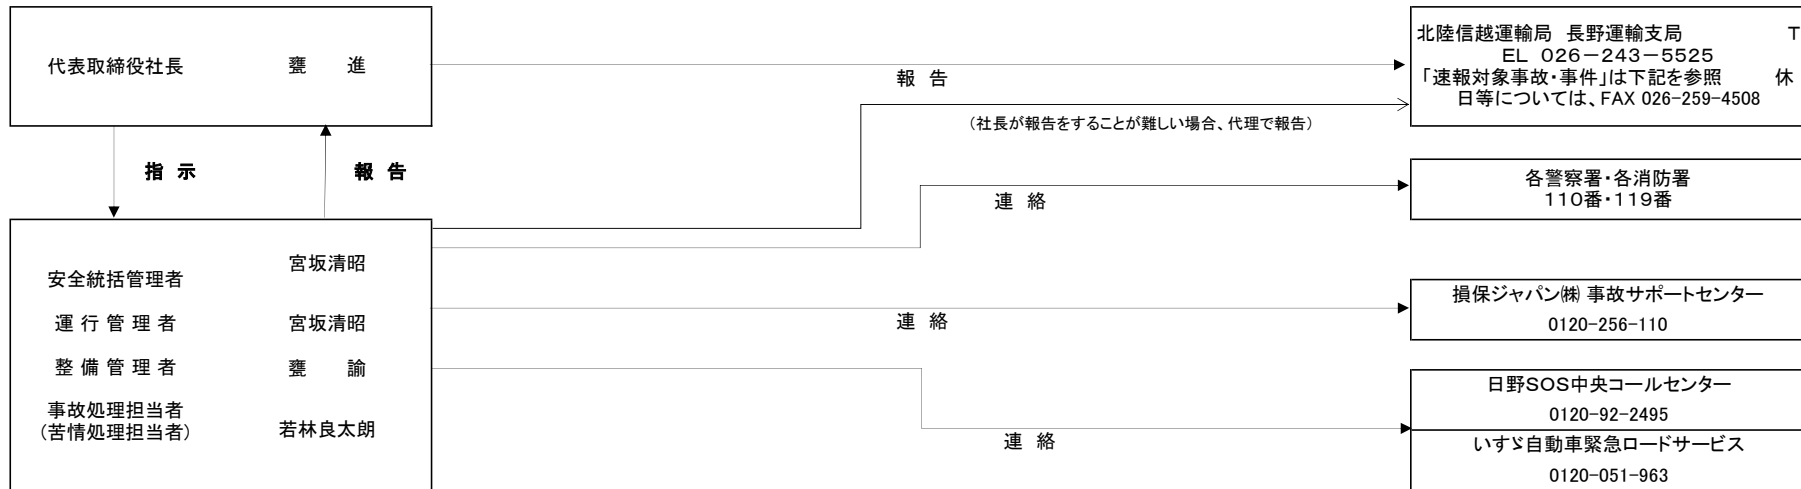 代表取締役社長 甕 進
北陸信越運輸局 長野運輸支局 T
EL 026-243-5525
「速報対象事故・事件」は下記を参照 休
日等については、FAX 026-259-4508
報 告
(社長が報告をすることが難しい場合、代理で報告)
指 示
報 告
各警察署・各消防署
110番・119番
連 絡
安全統括管理者 宮坂清昭
運 行 管 理 者 宮坂清昭
整 備 管 理 者 甕 諭
事故処理担当者
(苦情処理担当者) 若林良太朗
損保ジャパン㈱ 事故サポートセンター
0120-256-110
連 絡
日野SOS中央コールセンター
0120-92-2495
連 絡
いすゞ自動車緊急ロードサービス
0120-051-963